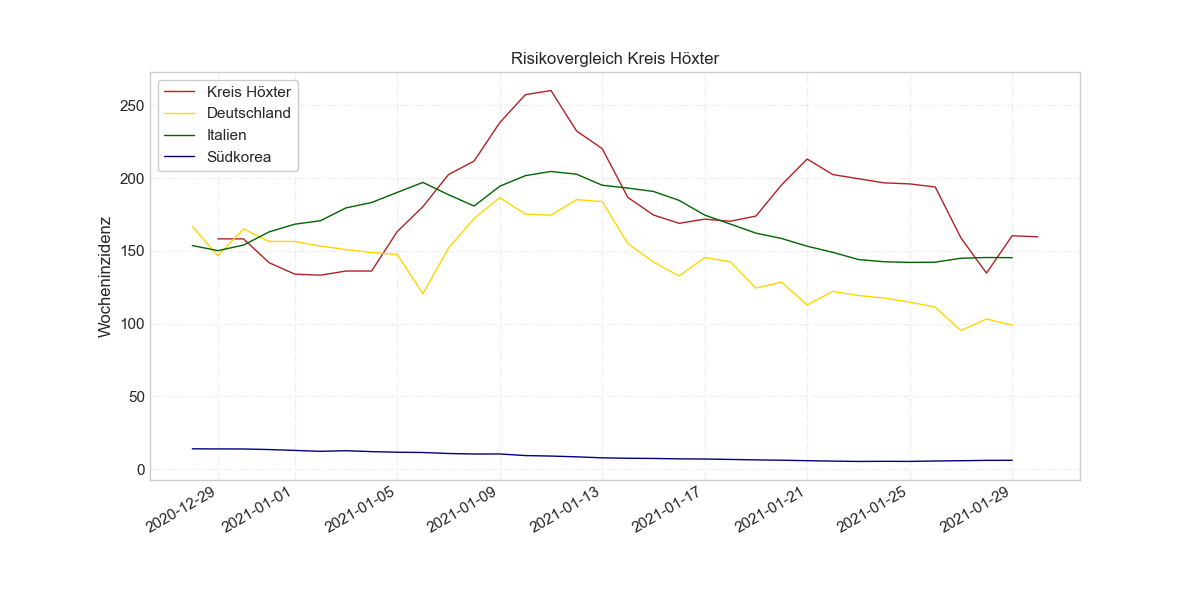 Risikovergleich Kreis Höxter
Kreis Höxter
Deutschland
Italien
Südkorea
Wocheninzidenz
250
200
150
100
50
0
2020-12-29
2021-01-01
2021-01-05
2021-01-09
2021-01-13
2021-01-17
2021-01-21
2021-01-25
2021-01-29